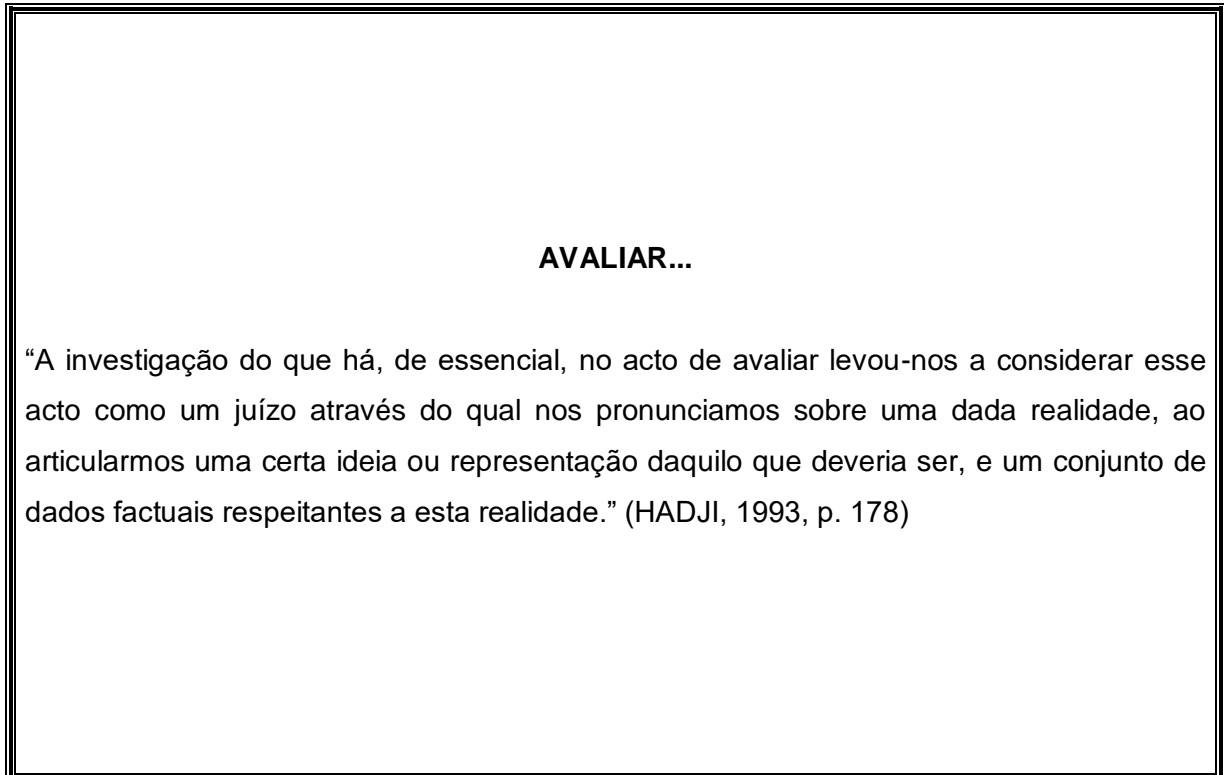 AVALIAR...
“A investigação do que há, de essencial, no acto de avaliar levou-nos a considerar esse
acto como um juízo através do qual nos pronunciamos sobre uma dada realidade, ao
articularmos uma certa ideia ou representação daquilo que deveria ser, e um conjunto de
dados factuais respeitantes a esta realidade.” (HADJI, 1993, p. 178)